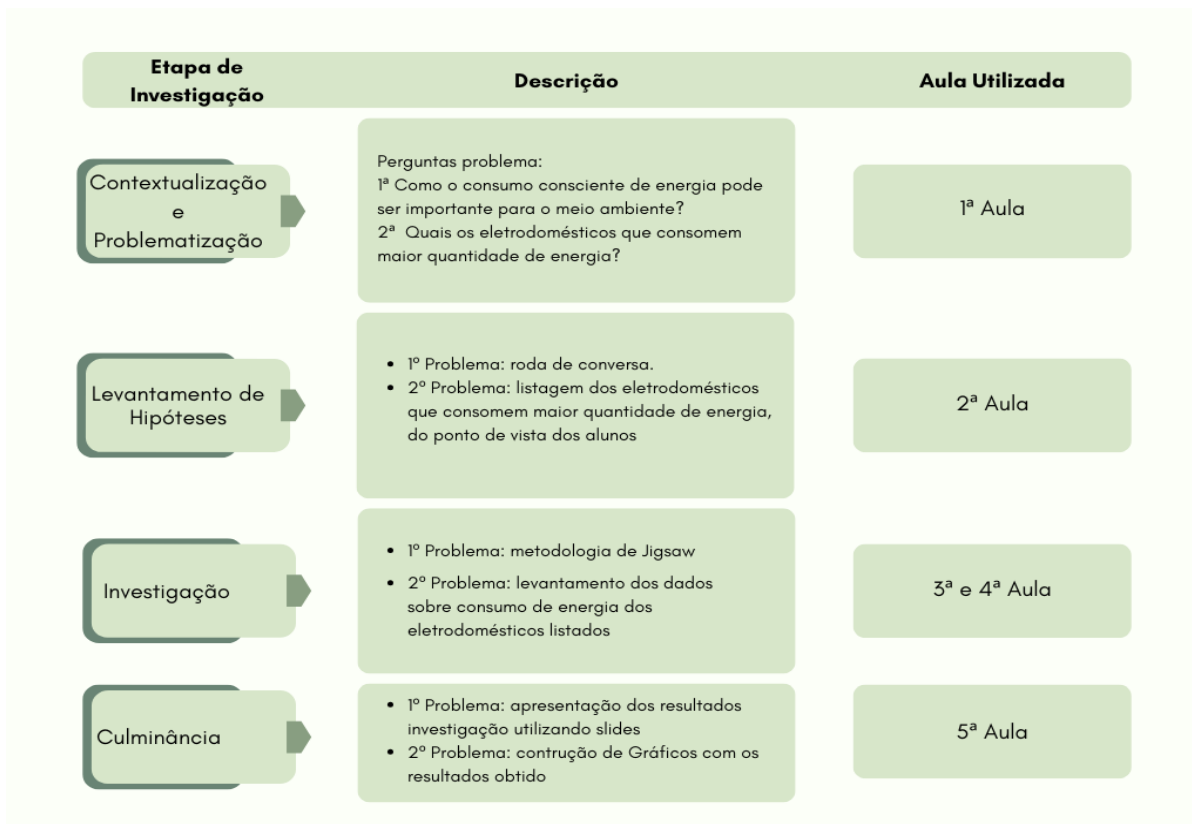 Etapa de
Investigação
Descrição
Aula Utilizada
Contextualização
e
Problematização
Perguntas problema:
1ª Como o consumo consciente de energia pode
ser importante para o meio ambiente?
2ª Quais os eletrodomésticos que consomem
maior quantidade de energia?
1ª Aula
Levantamento de
Hipóteses
• 1º Problema: roda de conversa.
• 2º Problema: listagem dos eletrodomésticos
que consomem maior quantidade de energia,
do ponto de vista dos alunos
2ª Aula
Investigação
• 1º Problema: metodologia de Jigsaw
• 2º Problema: levantamento dos dados
sobre consumo de energia dos
eletrodomésticos listados
3ª e 4ª Aula
Culminância
• 1º Problema: apresentação dos resultados
investigação utilizando slides
• 2º Problema: contrução de Gráficos com os
resultados obtido
5ª Aula